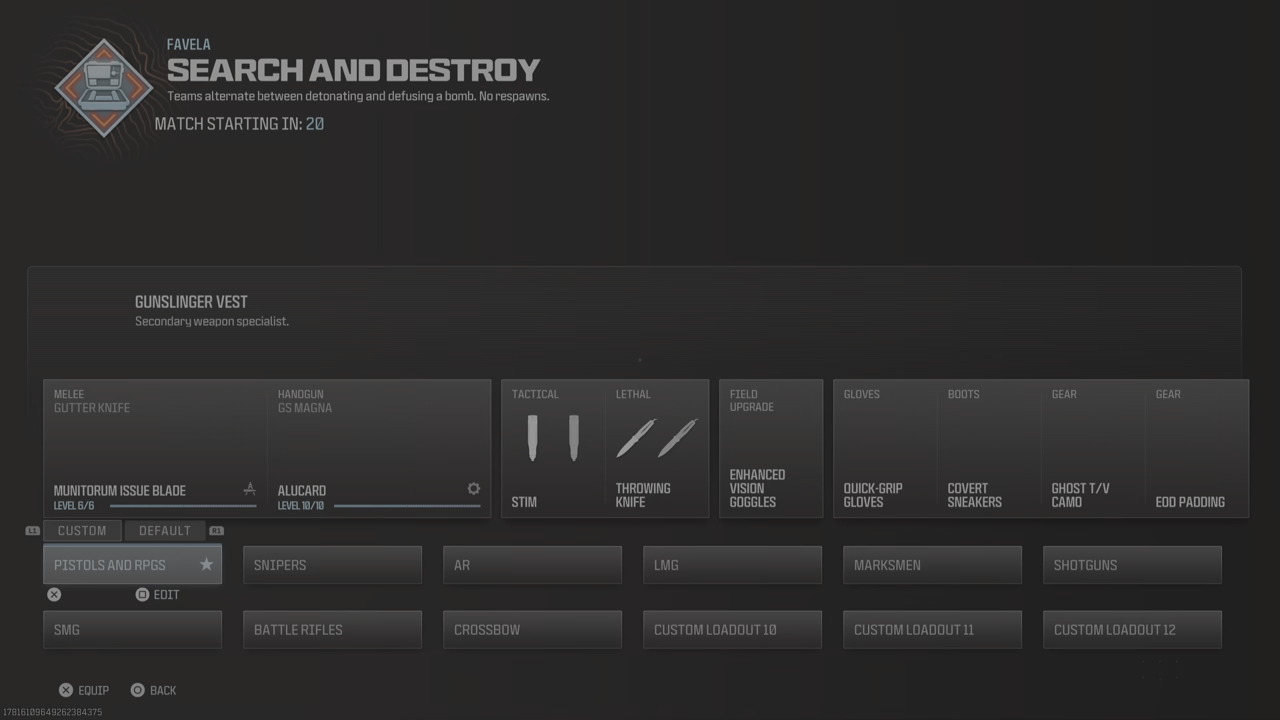 FAVELA
SEARCH AND DESTROY
Teams alternate between detonating and defusing a bomb. No respawns.
MATCH STARTING IN: 20
GUNSLINGER VEST
Secondary weapon specialist.
MELEE
GUTTER KNIFE
MUNITORUM ISSUE BLADE
LEVEL 6/6
HANDGUN
GS MAGNA
ALUCARD
LEVEL 10/10
TACTICAL
STIM
LETHAL
THROWING
KNIFE
FIELD
UPGRADE
ENHANCED
VISION
GOGGLES
GLOVES
QUICK-GRIP
GLOVES
BOOTS
COVERT
SNEAKERS
GEAR
GHOST T/V
CAMO
GEAR
EOD PADDING
L1 CUSTOM DEFAULT R1
PISTOLS AND RPGS SNIPERS AR LMG MARKSMEN SHOTGUNS
EDIT
SMG BATTLE RIFLES CROSSBOW CUSTOM LOADOUT 10 CUSTOM LOADOUT 11 CUSTOM LOADOUT 12
EQUIP BACK
17816109649262384375